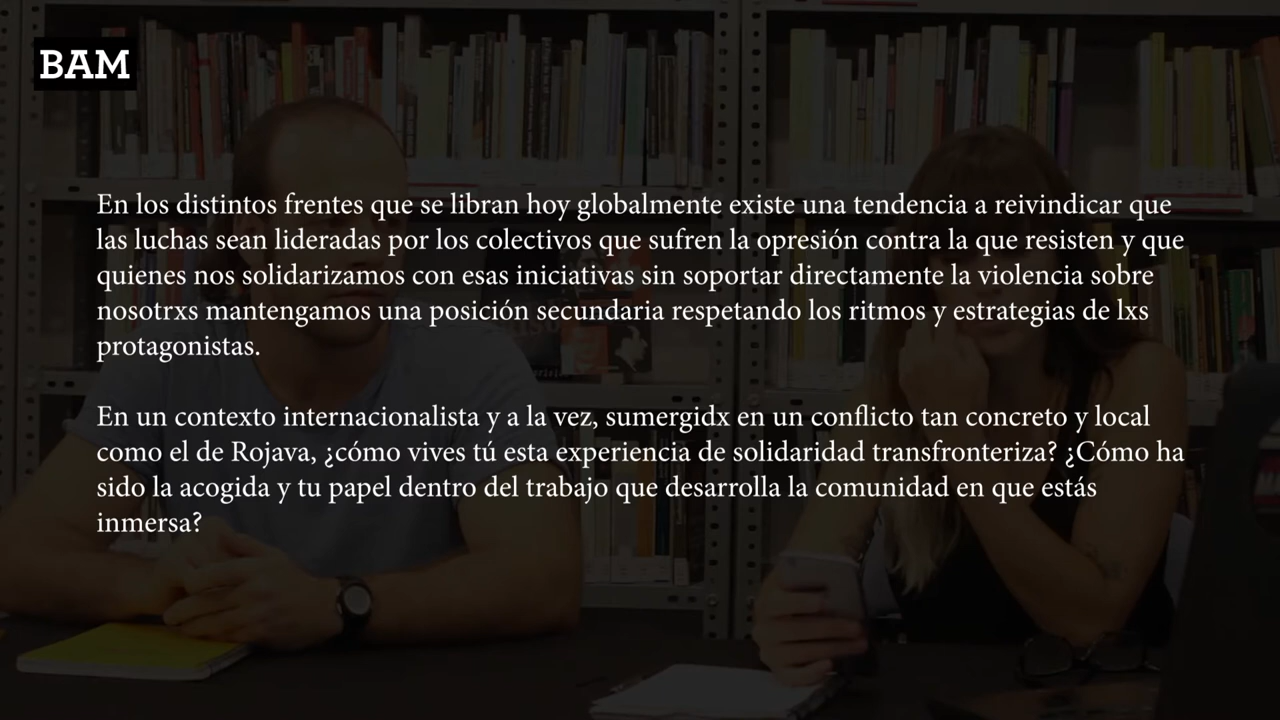 BAM
En los distintos frentes que se libran hoy globalmente existe una tendencia a reivindicar que
las luchas sean lideradas por los colectivos que sufren la opresión contra la que resisten y que
quienes nos solidarizamos con esas iniciativas sin soportar directamente la violencia sobre
nosotrxs mantengamos una posición secundaria respetando los ritmos y estrategias de lxs
protagonistas.
En un contexto internacionalista y a la vez, sumergidx en un conflicto tan concreto y local
como el de Rojava, ¿cómo vives tú esta experiencia de solidaridad transfronteriza? ¿Cómo ha
sido la acogida y tu papel dentro del trabajo que desarrolla la comunidad en que estás
inmersa?